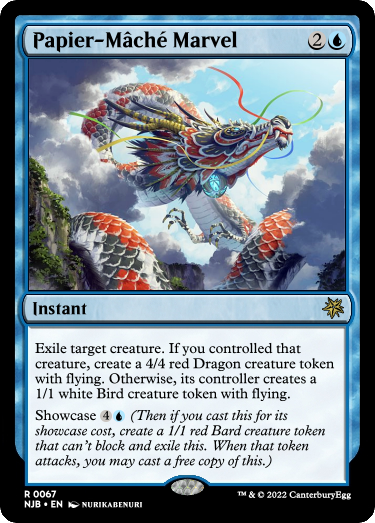 Papier-Mâché Marvel 2
Instant
Exile target creature. If you controlled that
creature, create a 4/4 red Dragon creature token
with flying. Otherwise, its controller creates a
1/1 white Bird creature token with flying.
Showcase 4 (Then if you cast this for its
showcase cost, create a 1/1 red Bard creature token
that can't block and exile this. When that token
attacks, you may cast a free copy of this.)
R 0067
NJB • EN NURIKABENURI
™ & © 2022 CanterburyEgg